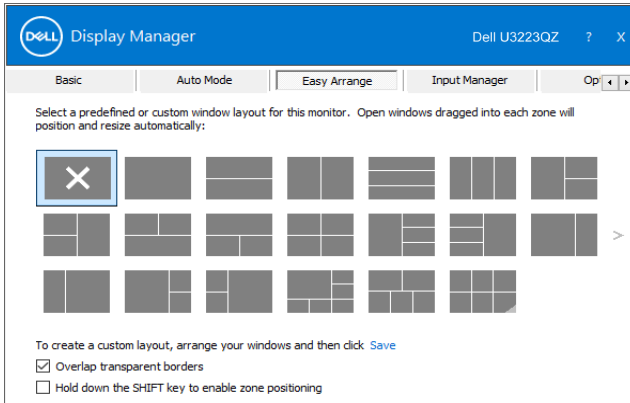 DELL Display Manager Dell U3223QZ ? X
Basic Auto Mode Easy Arrange Input Manager
Select a predefined or custom window layout for this monitor. Open windows dragged into each zone will
position and resize automatically:
>
To create a custom layout, arrange your windows and then click Save
Overlap transparent borders
Hold down the SHIFT key to enable zone positioning